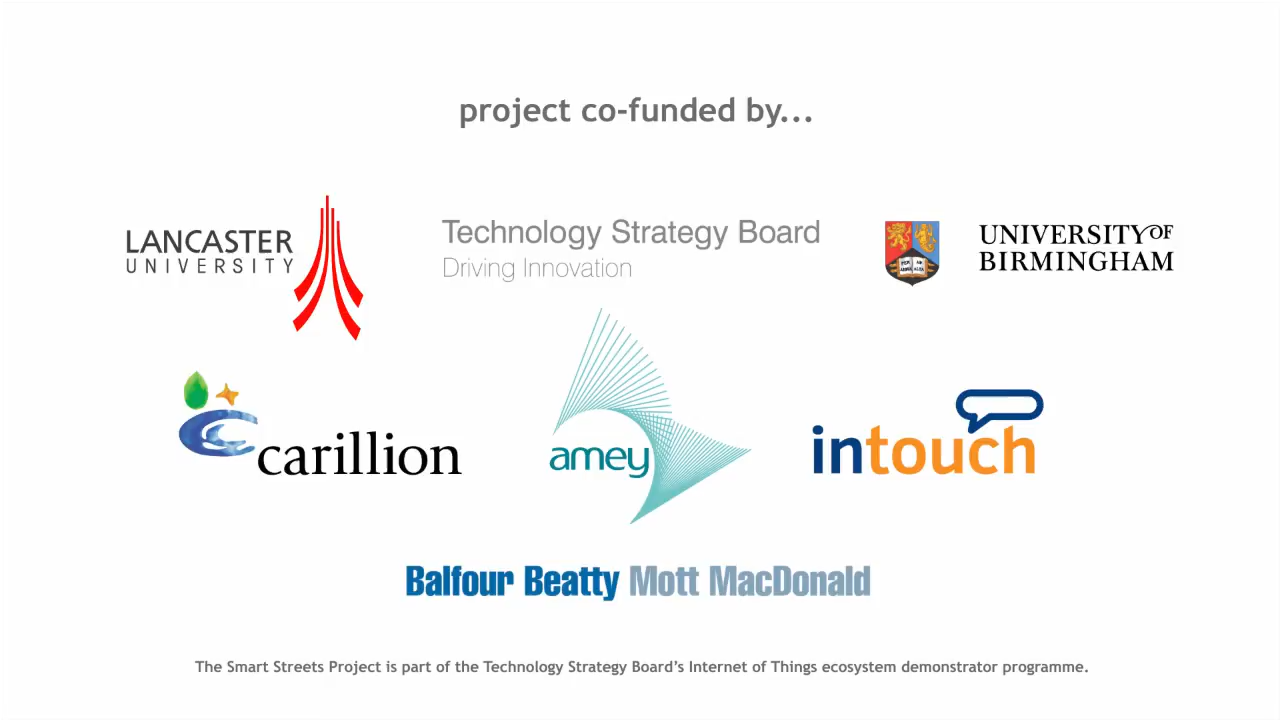 project co-funded by...
LANCASTER
UNIVERSITY
Technology Strategy Board
Driving Innovation
UNIVERSITY OF
BIRMINGHAM
carillion
amey
intouch
Balfour Beatty Mott MacDonald
The Smart Streets Project is part of the Technology Strategy Board's Internet of Things ecosystem demonstrator programme.